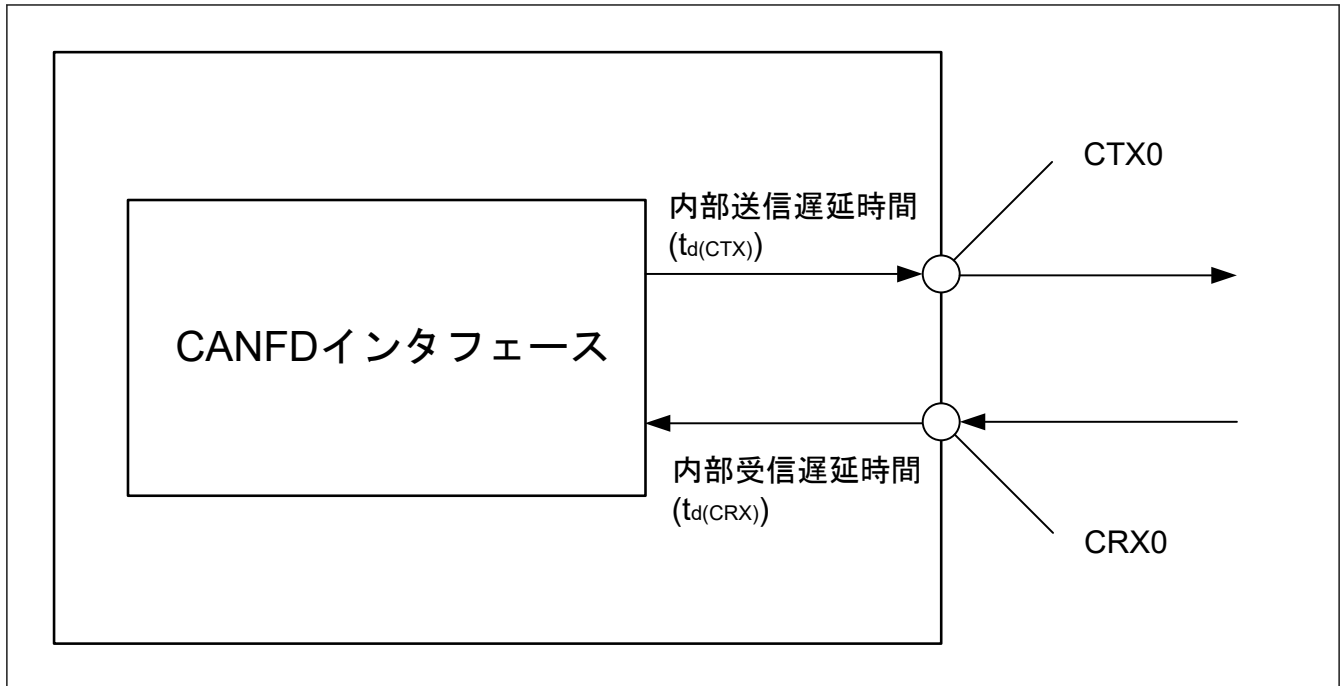 CTX0
内部送信遅延時間
(td(CTX))
CANFDインタフェース
内部受信遅延時間
(td(CRX))
CRX0